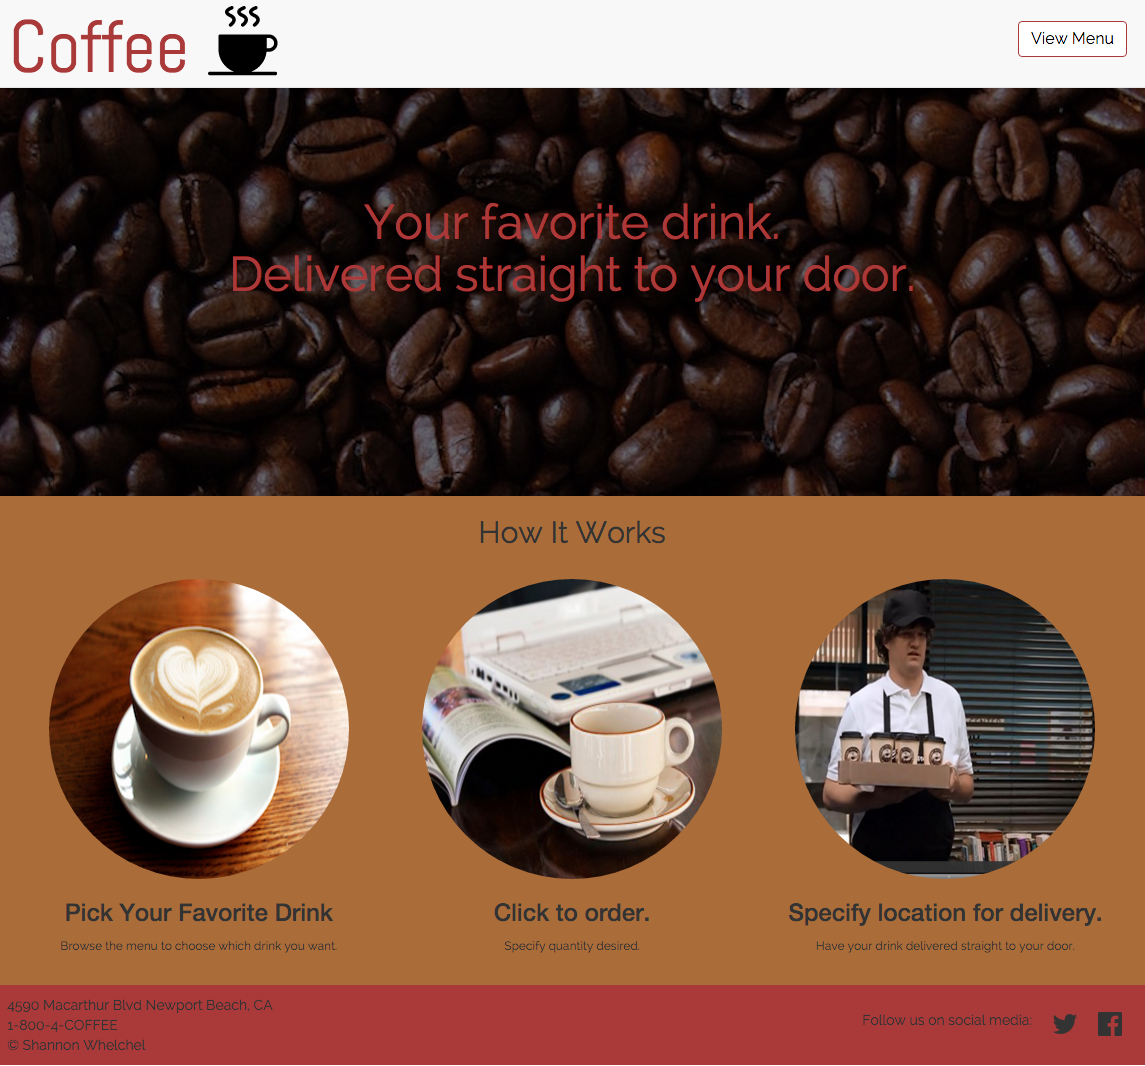 Coffee
View Menu
Your favorite drink.
Delivered straight to your door.
How It Works
Pick Your Favorite Drink
Browse the menu to choose which drink you want.
Click to order.
Specify quantity desired.
Specify location for delivery.
Have your drink delivered straight to your door.
4590 Macarthur Blvd Newport Beach, CA
1-800-4-COFFEE
© Shannon Whelchel
Follow us on social media: